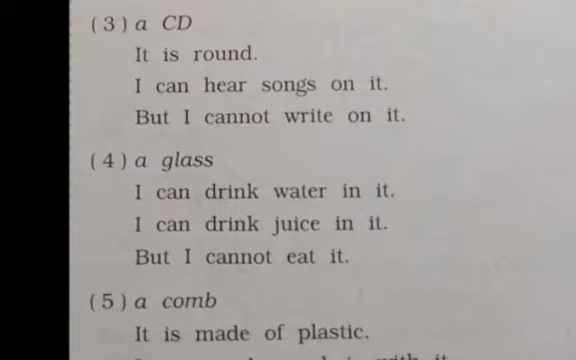 (3) a CD
It is round.
I can hear songs on it.
But I cannot write on it.
(4) a glass
I can drink water in it.
I can drink juice in it.
But I cannot eat it.
(5) a comb
It is made of plastic.
with it